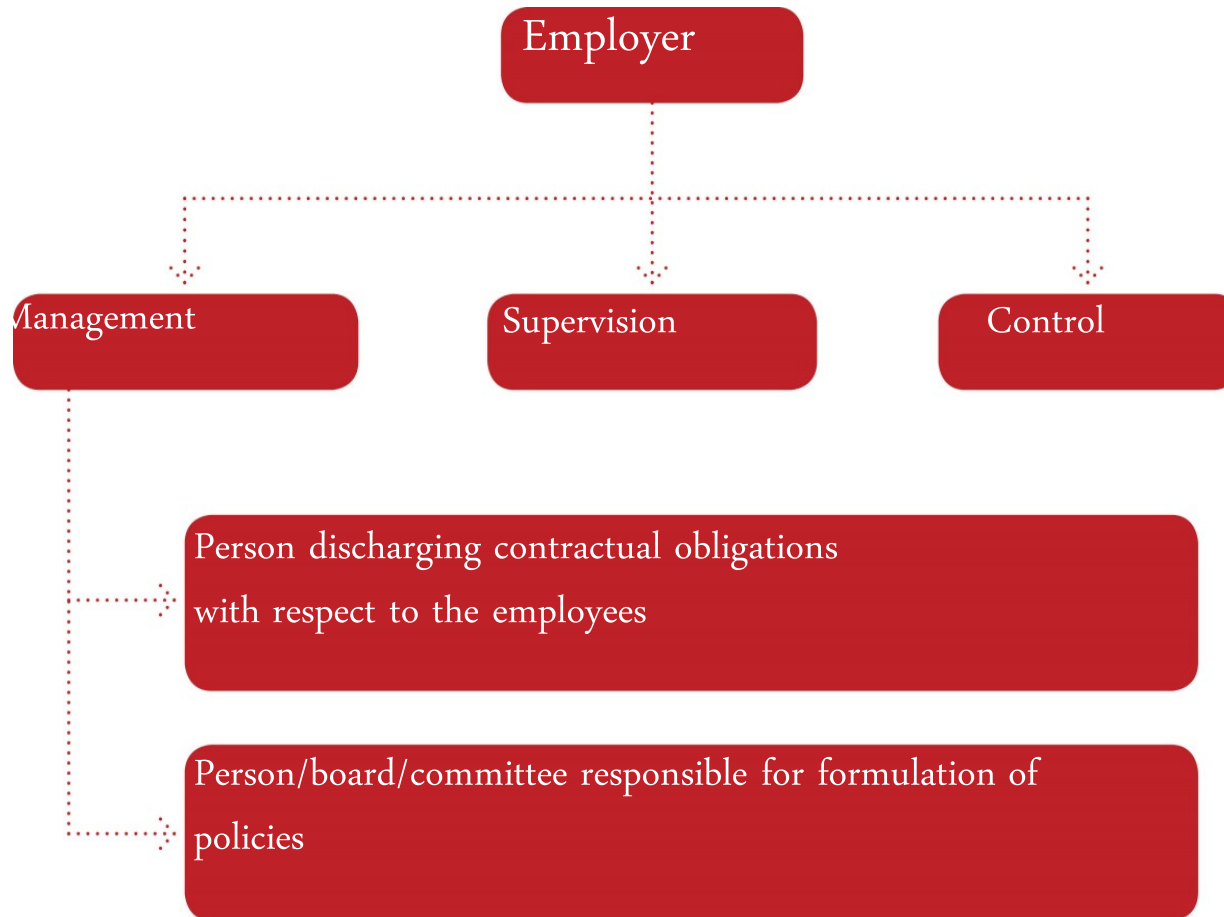 Employer
Management
Supervision
Control
Person discharging contractual obligations
with respect to the employees
Person/board/committee responsible for formulation of
policies